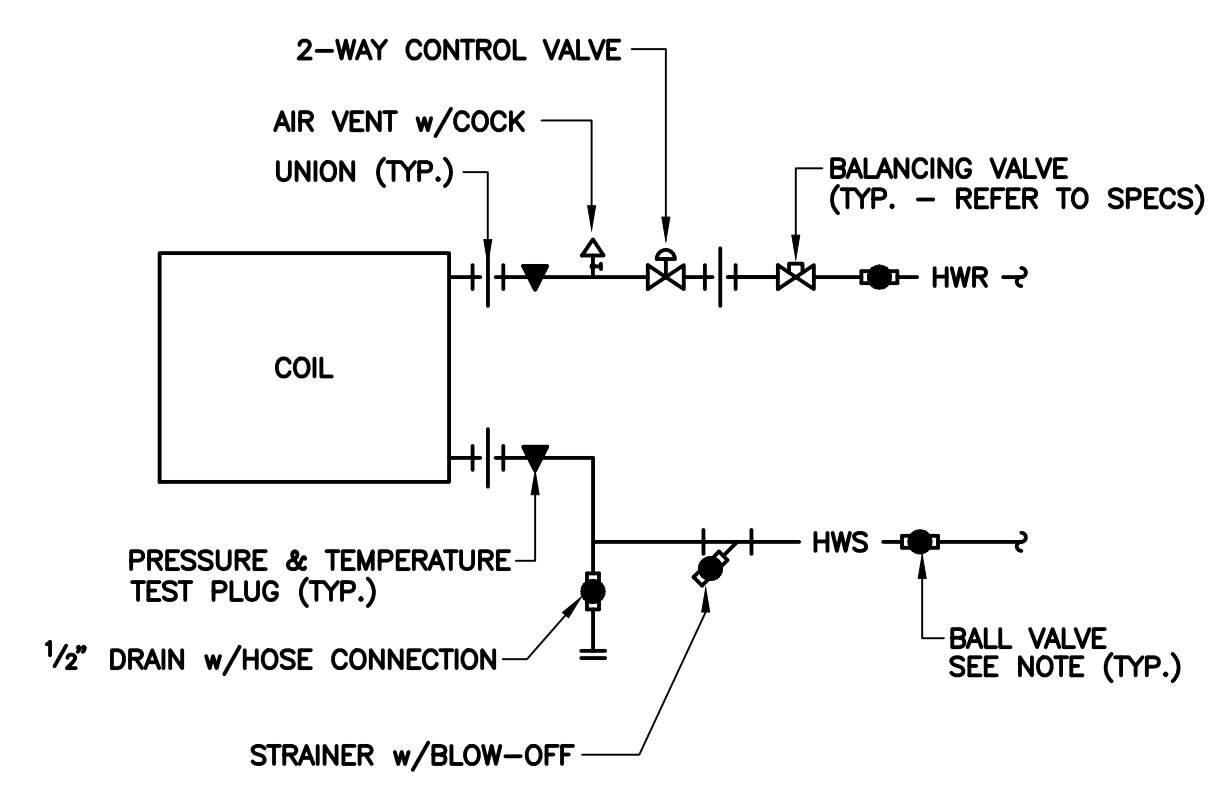 2-WAY CONTROL VALVE
AIR VENT w/COCK
UNION (TYP.)
BALANCING VALVE
(TYP. - REFER TO SPECS)
HWR
COIL
HWS
PRESSURE & TEMPERATURE
TEST PLUG (TYP.)
1/2" DRAIN w/HOSE CONNECTION
BALL VALVE
SEE NOTE (TYP.)
STRAINER w/BLOW-OFF